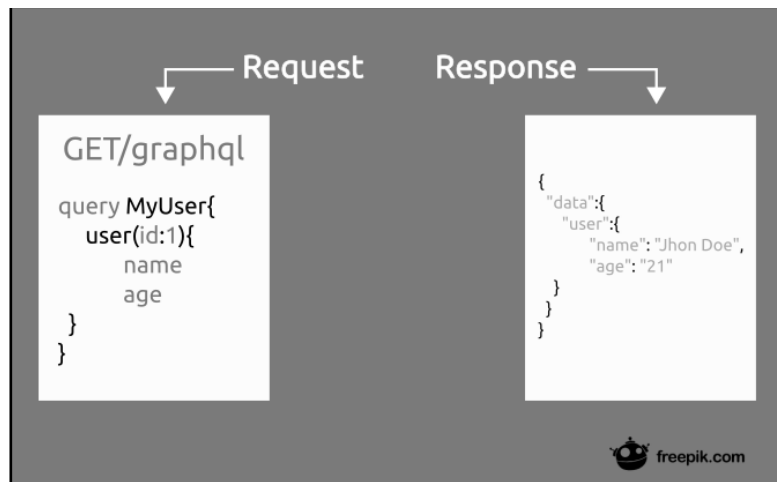 Request
GET/graphql
query MyUser{
user(id:1){
name
age
}
}
Response
{
"data":{
"user":{
"name": "Jhon Doe",
"age": "21"
}
}
}
freepik.com